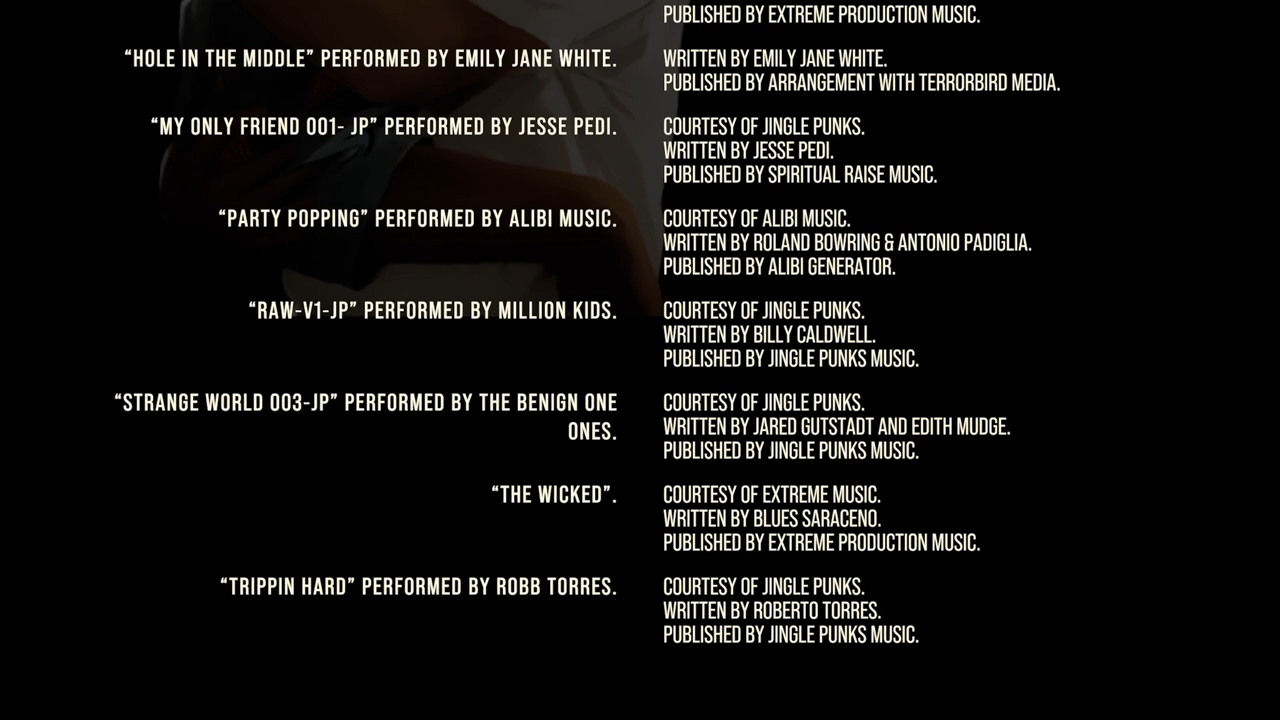 PUBLISHED BY EXTREME PRODUCTION MUSIC.
“HOLE IN THE MIDDLE” PERFORMED BY EMILY JANE WHITE.
WRITTEN BY EMILY JANE WHITE.
PUBLISHED BY ARRANGEMENT WITH TERRORBIRD MEDIA.
“MY ONLY FRIEND 001- JP” PERFORMED BY JESSE PEDI.
COURTESY OF JINGLE PUNKS.
WRITTEN BY JESSE PEDI.
PUBLISHED BY SPIRITUAL RAISE MUSIC.
“PARTY POPPING” PERFORMED BY ALIBI MUSIC.
COURTESY OF ALIBI MUSIC.
WRITTEN BY ROLAND BOWRING & ANTONIO PADIGLIA.
PUBLISHED BY ALIBI GENERATOR.
“RAW-V1-JP” PERFORMED BY MILLION KIDS.
COURTESY OF JINGLE PUNKS.
WRITTEN BY BILLY CALDWELL.
PUBLISHED BY JINGLE PUNKS MUSIC.
“STRANGE WORLD 003-JP” PERFORMED BY THE BENIGN ONE
ONES.
COURTESY OF JINGLE PUNKS.
WRITTEN BY JARED GUTSTADT AND EDITH MUDGE.
PUBLISHED BY JINGLE PUNKS MUSIC.
“THE WICKED”.
COURTESY OF EXTREME MUSIC.
WRITTEN BY BLUES SARACENO.
PUBLISHED BY EXTREME PRODUCTION MUSIC.
“TRIPPIN HARD” PERFORMED BY ROBB TORRES.
COURTESY OF JINGLE PUNKS.
WRITTEN BY ROBERTO TORRES.
PUBLISHED BY JINGLE PUNKS MUSIC.